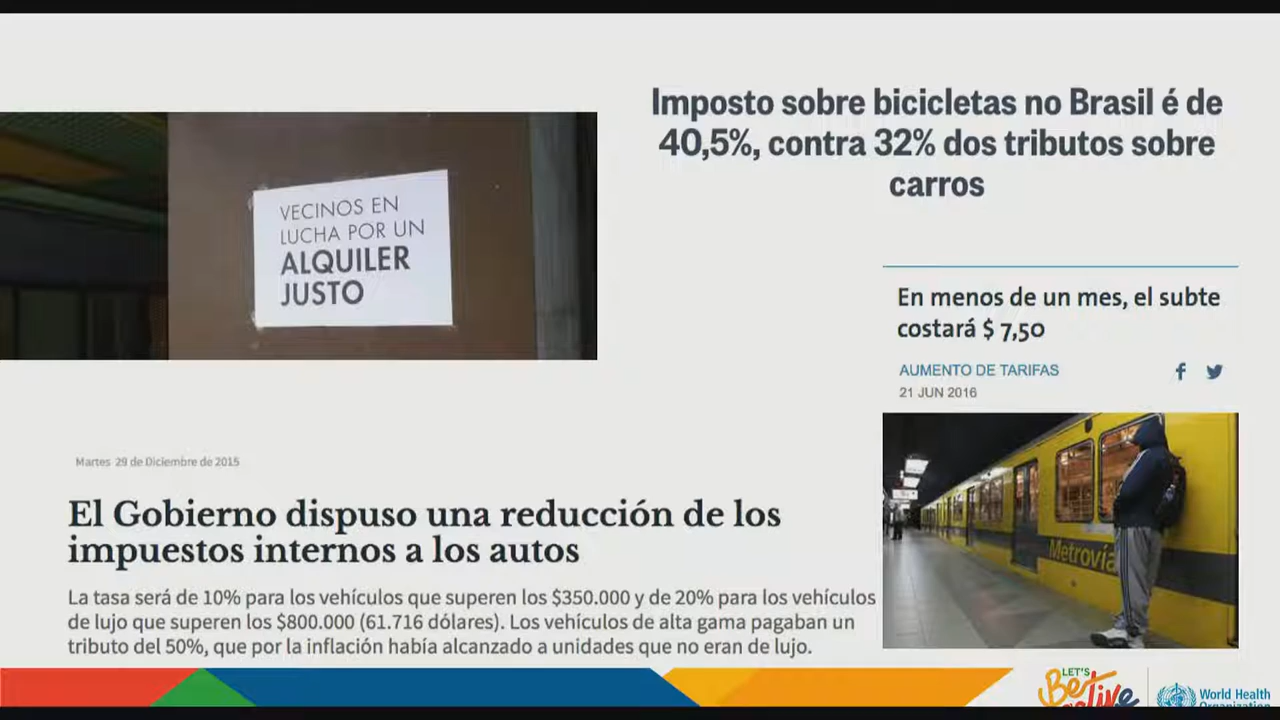 Imposto sobre bicicletas no Brasil é de
40,5%, contra 32% dos tributos sobre
carros
VECINOS EN
LUCHA POR UN
ALQUILER
JUSTO
En menos de un mes, el subte
costará $ 7,50
AUMENTO DE TARIFAS
21 JUN 2016
Metrovía
Martes 29 de Diciembre de 2015
El Gobierno dispuso una reducción de los
impuestos internos a los autos
La tasa será de 10% para los vehículos que superen los $350.000 y de 20% para los vehículos
de lujo que superen los $800.000 (61.716 dólares). Los vehículos de alta gama pagaban un
tributo del 50%, que por la inflación había alcanzado a unidades que no eran de lujo.
LET'S
Be active
World Health
Organization